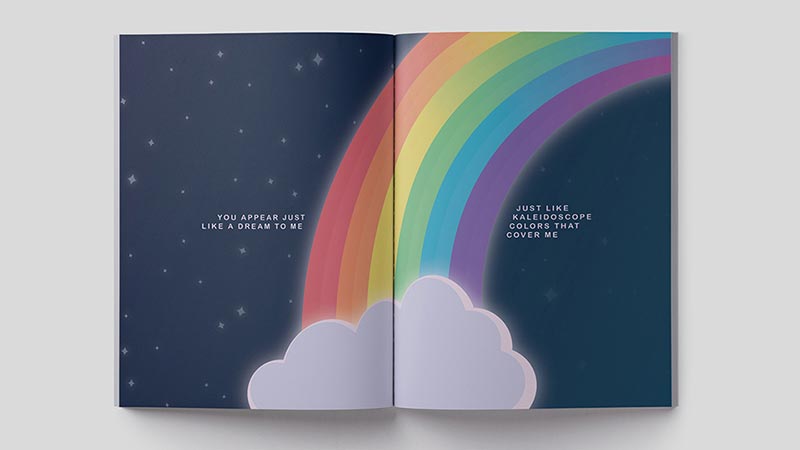 YOU APPEAR JUST
LIKE A DREAM TO ME
JUST LIKE
KALEIDOSCOPE
COLORS THAT
COVER ME